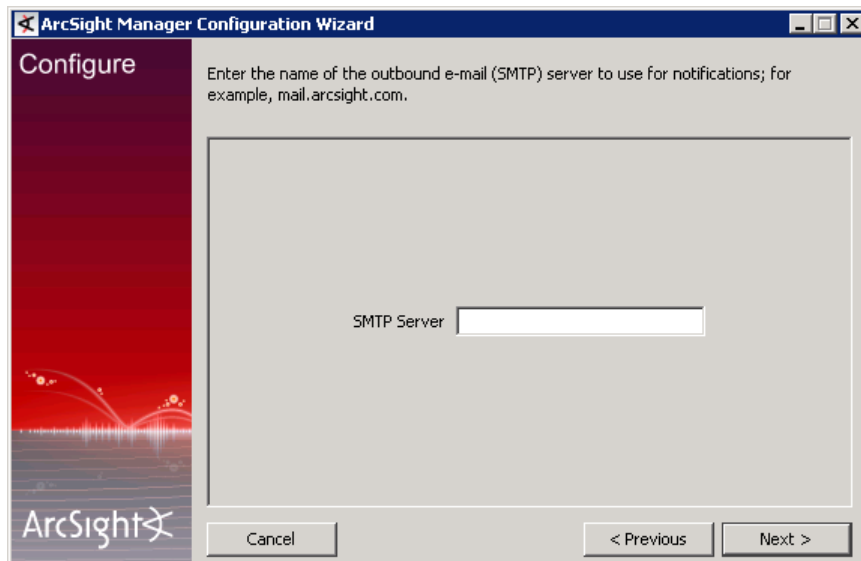 ArcSight Manager Configuration Wizard
Configure
Enter the name of the outbound e-mail (SMTP) server to use for notifications; for
example, mail.arcsight.com.
SMTP Server
ArcSight
Cancel
< Previous
Next >